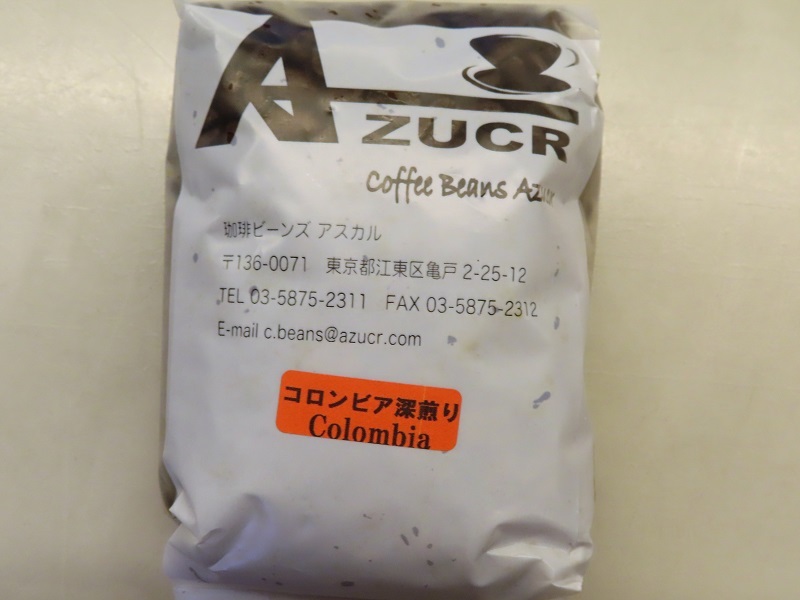 AZUCR
Coffee Beans Azucr
珈琲ビーンズ アスカル
〒136-0071 東京都江東区亀戸 2-25-12
TEL 03-5875-2311 FAX 03-5875-2312
E-mail c.beans@azucr.com
コロンビア深煎り
Colombia